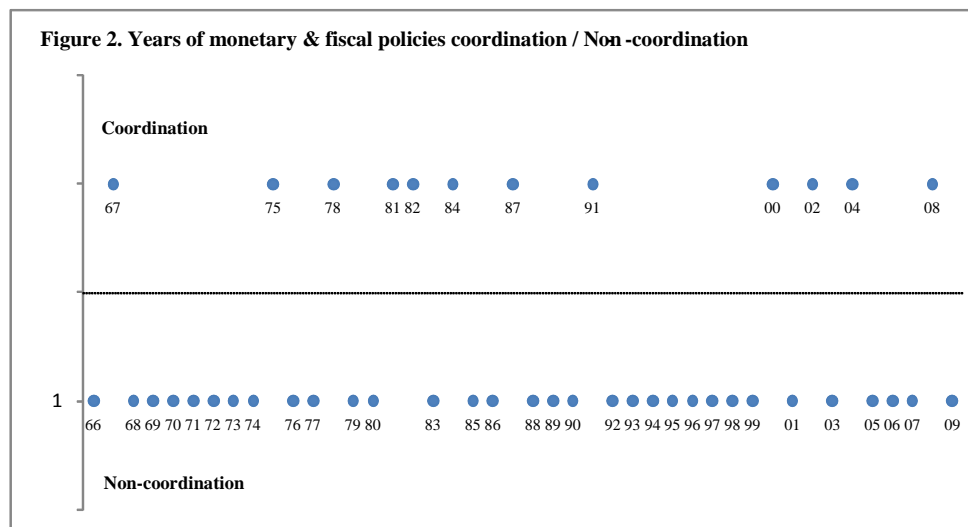 Figure 2. Years of monetary & fiscal policies coordination / Non -coordination
Coordination
67 75 78 81 82 84 87 91 00 02 04 08
1
66 68 69 70 71 72 73 74 76 77 79 80 83 85 86 88 89 90 92 93 94 95 96 97 98 99 01 03 05 06 07 09
Non-coordination